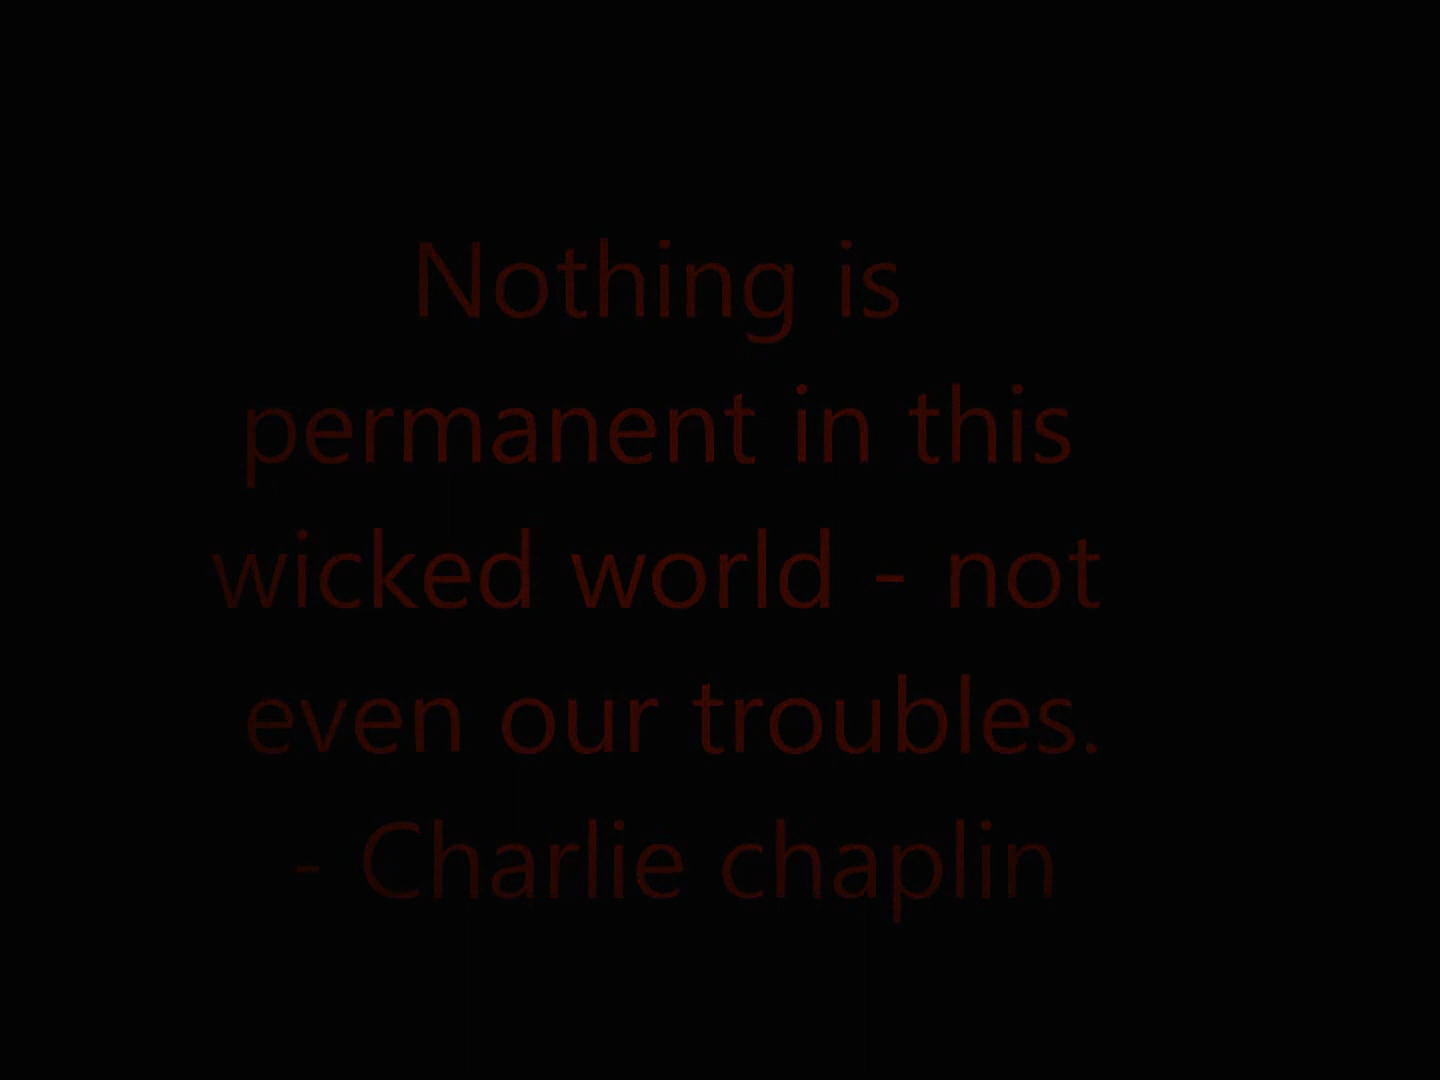 Nothing is
permanent in this
wicked world - not
even our troubles.
- Charlie chaplin